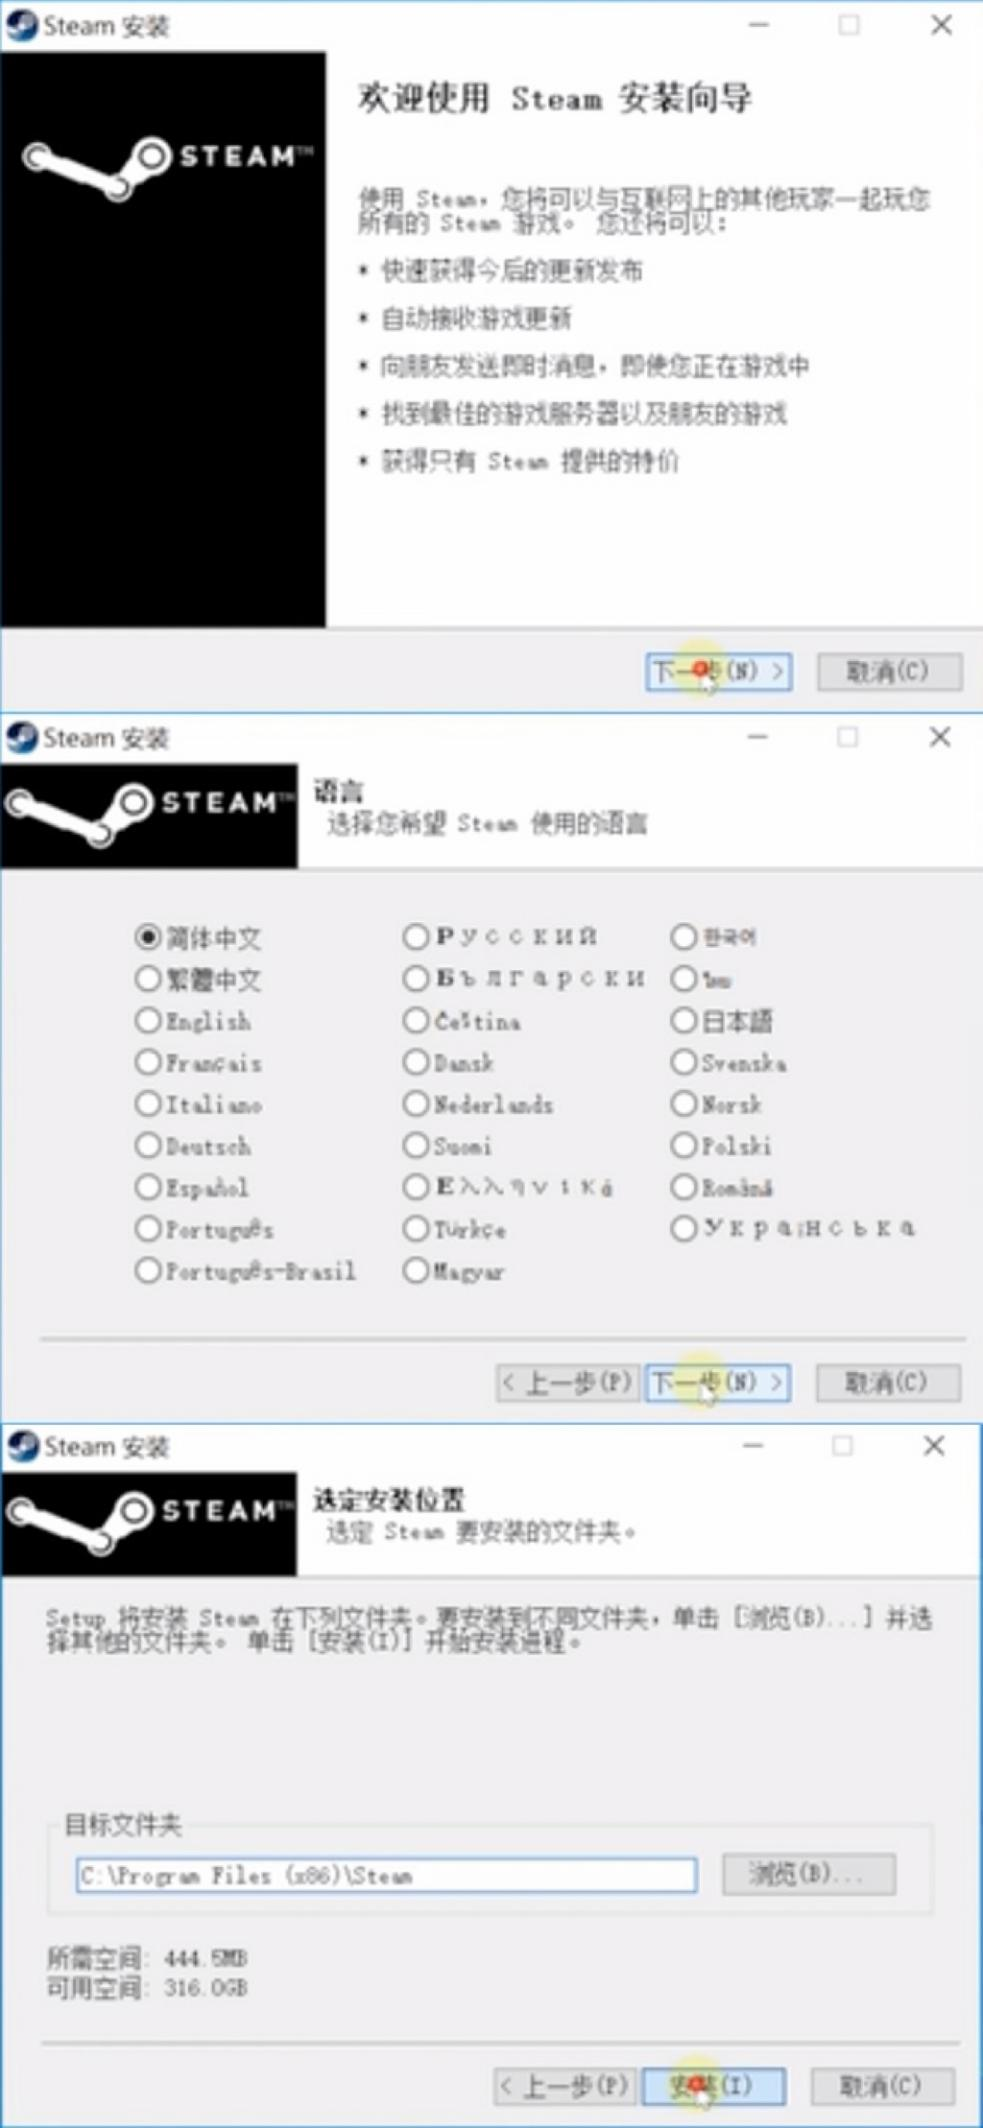 Steam 安装
STEAM™
欢迎使用 Steam 安装向导
使用 Steam，您将可以与互联网上的其他玩家一起玩您
所有的 Steam 游戏。 您还将可以：
* 快速获得今后的更新发布
* 自动接收游戏更新
* 向朋友发送即时消息，即使您正在游戏中
* 找到最佳的游戏服务器以及朋友的游戏
* 获得只有 Steam 提供的特价
下一步(N) >
取消(C)
Steam 安装
STEAM™
语言
选择您希望 Steam 使用的语言
简体中文
繁體中文
English
Français
Italiano
Deutsch
Español
Português
Português-Brasil
Русский
Български
Čeština
Dansk
Nederlands
Suomi
Ελληνικά
Türkçe
Magyar
한국어
ไทย
日本語
Svenska
Norsk
Polski
Română
Українська
< 上一步(P)
下一步(N) >
取消(C)
Steam 安装
STEAM™
选定安装位置
选定 Steam 要安装的文件夹。
Setup 将安装 Steam 在下列文件夹。要安装到不同文件夹，单击 [浏览(B)...] 并选
择其他的文件夹。 单击 [安装(I)] 开始安装进程。
目标文件夹
C:\Program Files (x86)\Steam
浏览(B)...
所需空间: 444.5MB
可用空间: 316.0GB
< 上一步(P)
安装(I)
取消(C)